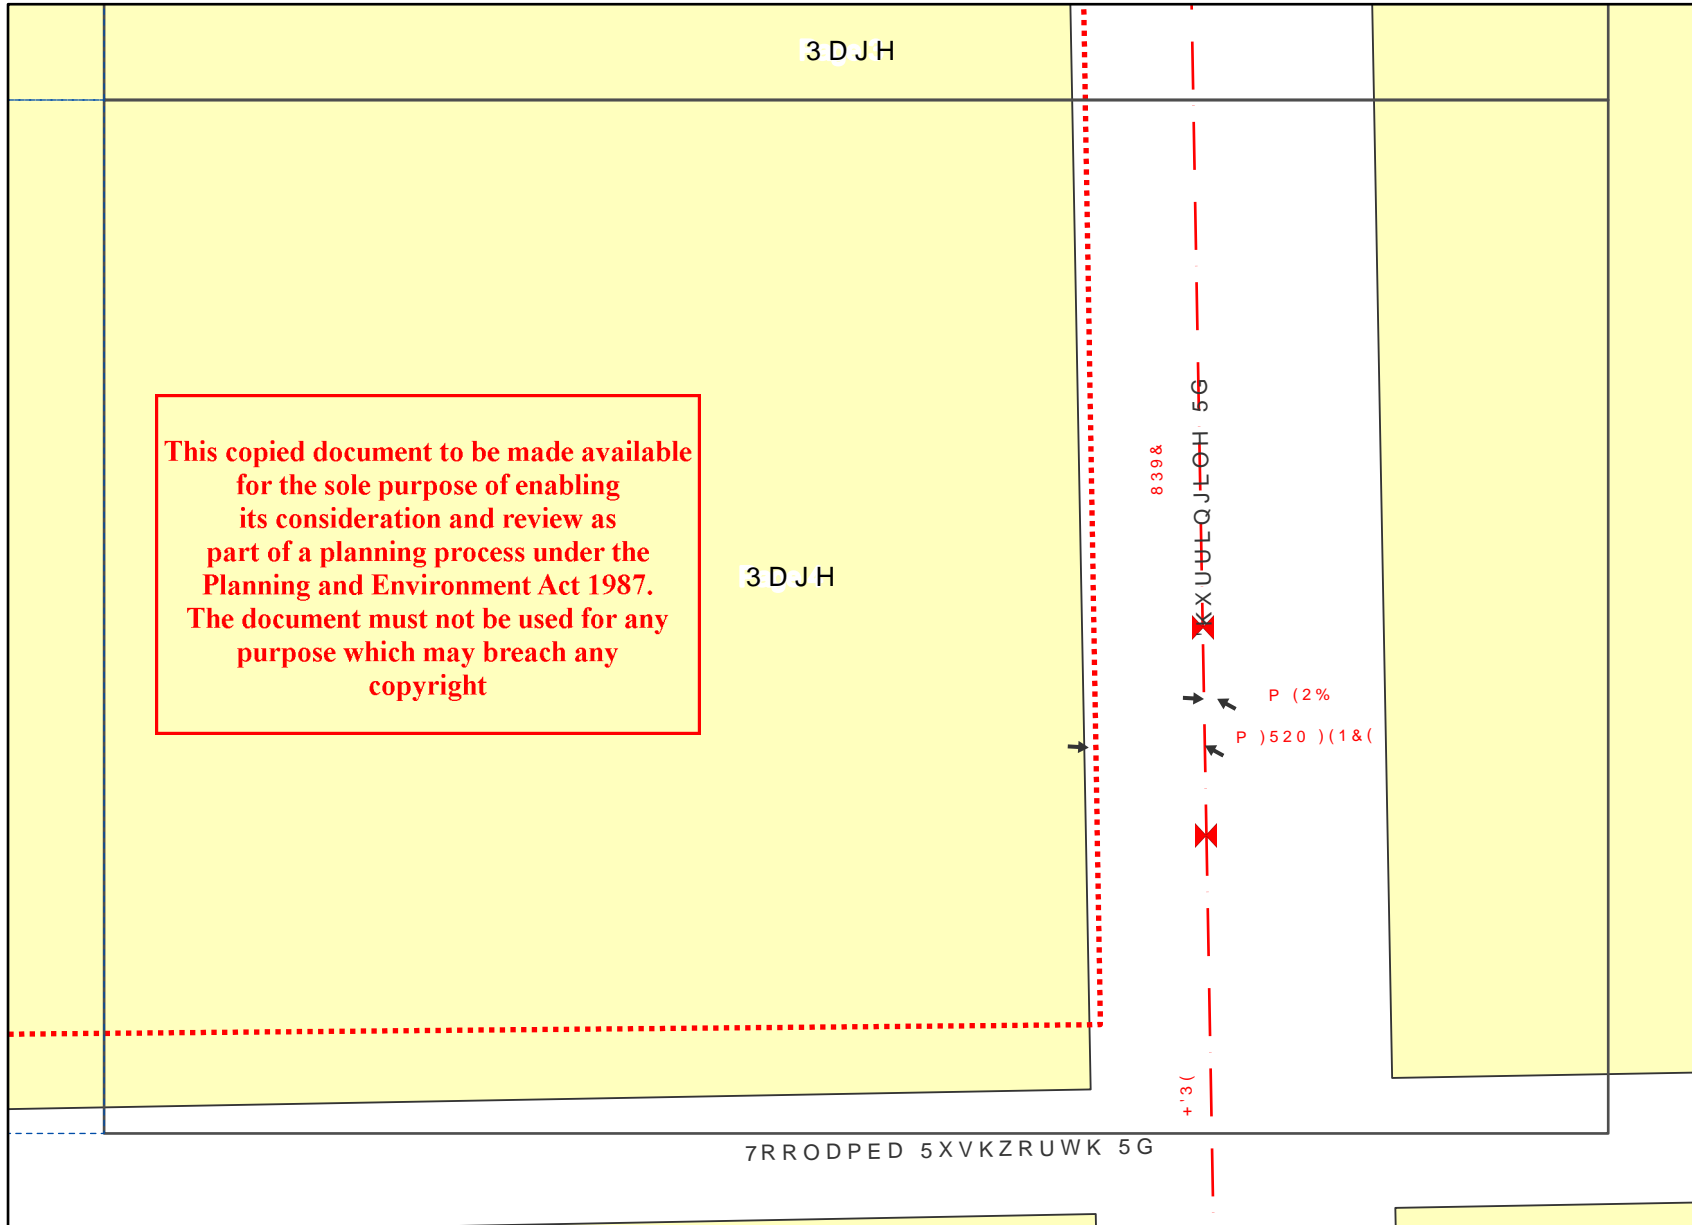 3DJH
This copied document to be made available
for the sole purpose of enabling
its consideration and review as
part of a planning process under the
Planning and Environment Act 1987.
The document must not be used for any
purpose which may breach any
copyright
3DJH
839&
KXUULQJLOH 5G
P (2%
P )520 )(1&(
+'3(
7RRODPED 5XVKZRUWK 5G